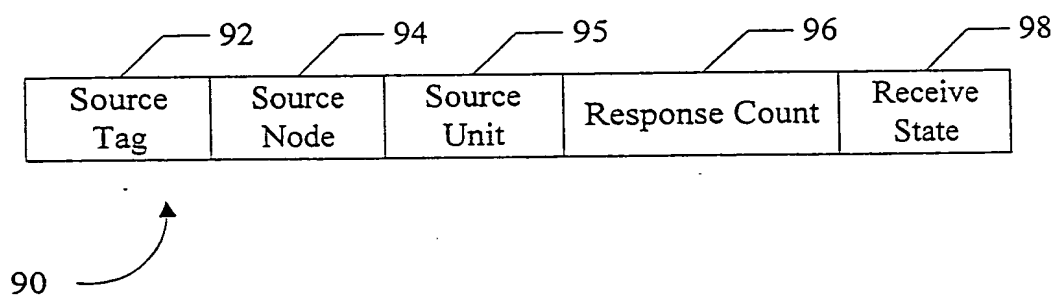 92 94 95 96 98
Source Tag
Source Node
Source Unit
Response Count
Receive State
90